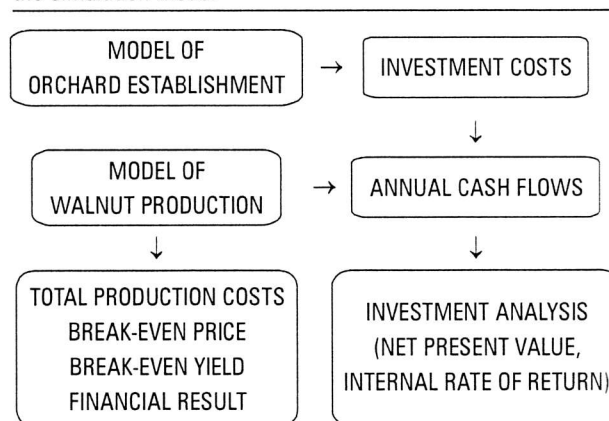 MODEL OF
ORCHARD ESTABLISHMENT
→
INVESTMENT COSTS
↓
MODEL OF
WALNUT PRODUCTION
→
ANNUAL CASH FLOWS
↓
↓
TOTAL PRODUCTION COSTS
BREAK-EVEN PRICE
BREAK-EVEN YIELD
FINANCIAL RESULT
INVESTMENT ANALYSIS
(NET PRESENT VALUE,
INTERNAL RATE OF RETURN)